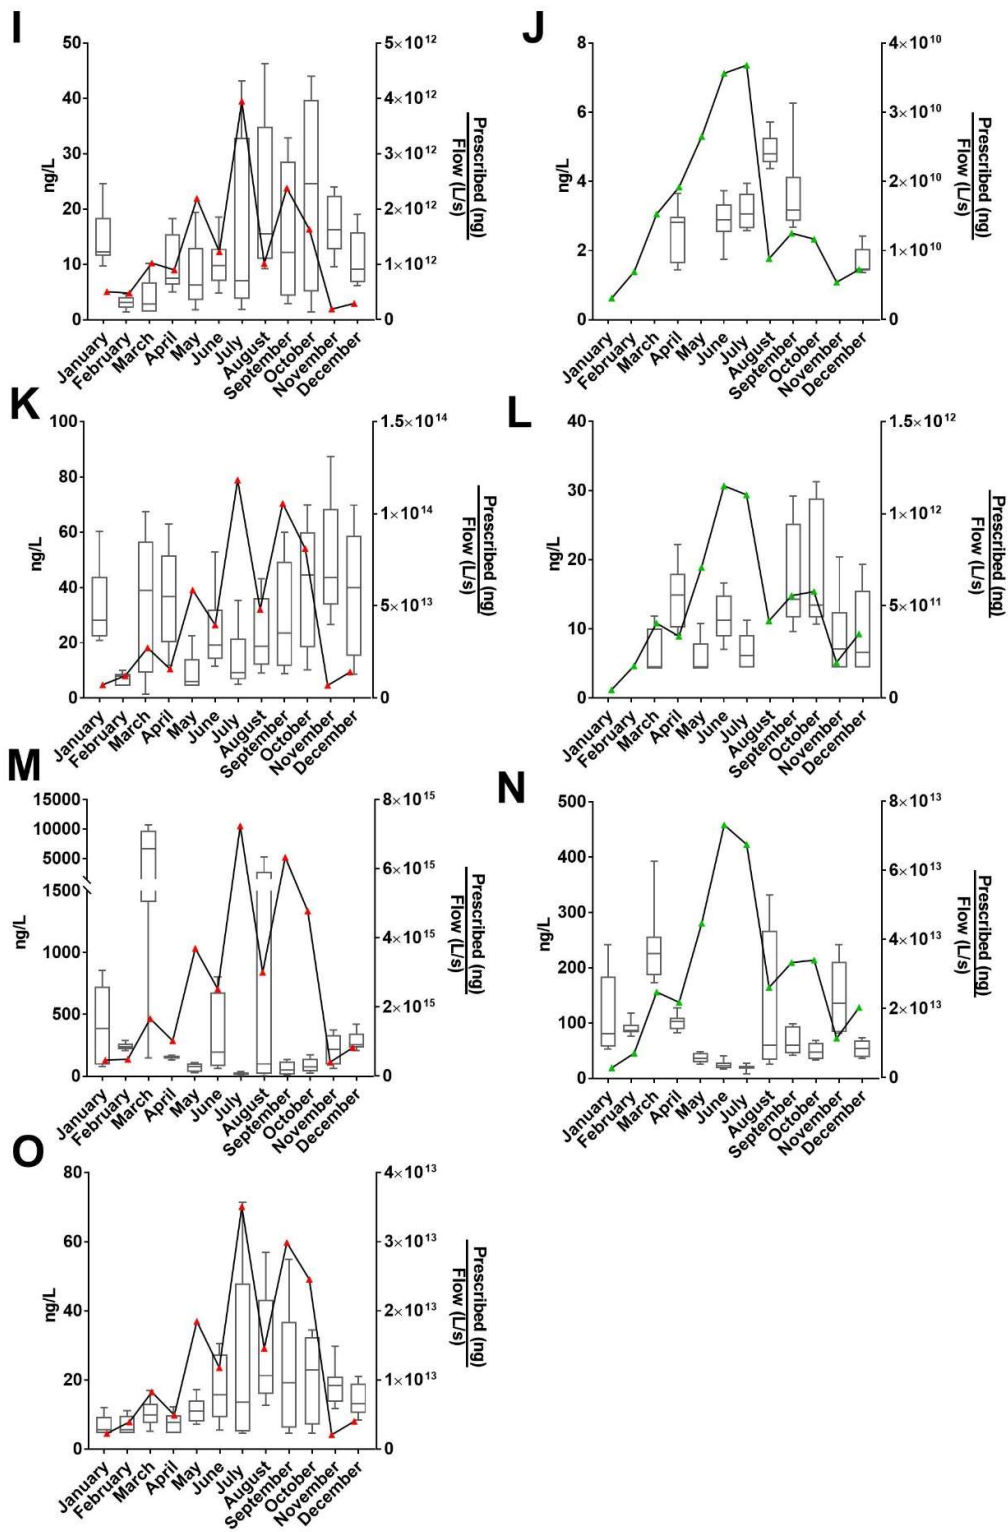 I
50
40
30
20
10
0
ng/L
5×10¹²
4×10¹²
3×10¹²
2×10¹²
1×10¹²
0
Prescribed (ng)
Flow (L/s)
January
February
March
April
May
June
July
August
September
October
November
December
J
8
6
4
2
0
ng/L
4×10¹⁰
3×10¹⁰
2×10¹⁰
1×10¹⁰
0
Prescribed (ng)
Flow (L/s)
January
February
March
April
May
June
July
August
September
October
November
December
K
100
80
60
40
20
0
ng/L
1.5×10¹⁴
1×10¹⁴
5×10¹³
0
Prescribed (ng)
Flow (L/s)
January
February
March
April
May
June
July
August
September
October
November
December
L
40
30
20
10
0
ng/L
1.5×10¹²
1×10¹²
5×10¹¹
0
Prescribed (ng)
Flow (L/s)
January
February
March
April
May
June
July
August
September
October
November
December
M
15000
10000
5000
1500
1000
500
0
ng/L
8×10¹⁵
6×10¹⁵
4×10¹⁵
2×10¹⁵
0
Prescribed (ng)
Flow (L/s)
January
February
March
April
May
June
July
August
September
October
November
December
N
500
400
300
200
100
0
ng/L
8×10¹³
6×10¹³
4×10¹³
2×10¹³
0
Prescribed (ng)
Flow (L/s)
January
February
March
April
May
June
July
August
September
October
November
December
O
80
60
40
20
0
ng/L
4×10¹³
3×10¹³
2×10¹³
1×10¹³
0
Prescribed (ng)
Flow (L/s)
January
February
March
April
May
June
July
August
September
October
November
December